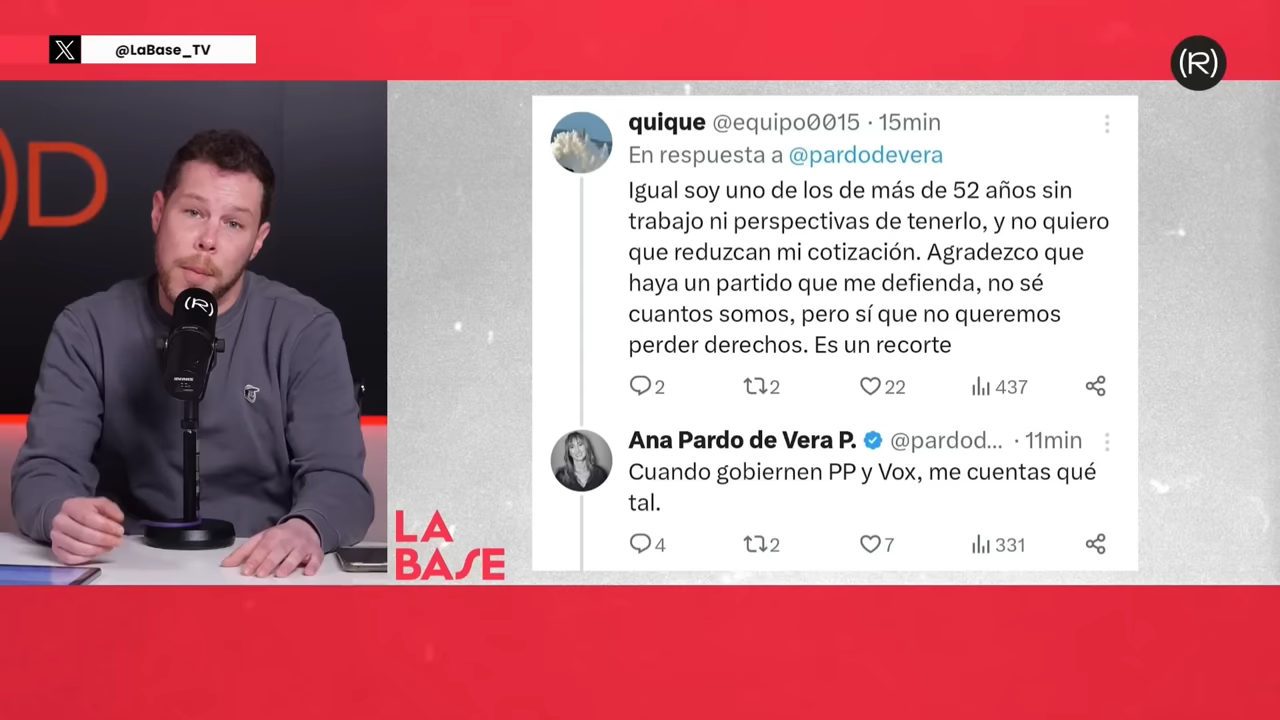 @LaBase_TV
(R)
D
(R)
quique @equipo0015 · 15min
En respuesta a @pardodevera
Igual soy uno de los de más de 52 años sin
trabajo ni perspectivas de tenerlo, y no quiero
que reduzcan mi cotización. Agradezco que
haya un partido que me defienda, no sé
cuantos somos, pero sí que no queremos
perder derechos. Es un recorte
2 2 22 437
Ana Pardo de Vera P. @pardod... · 11min
Cuando gobiernen PP y Vox, me cuentas qué
tal.
4 2 7 331
LA
BASE